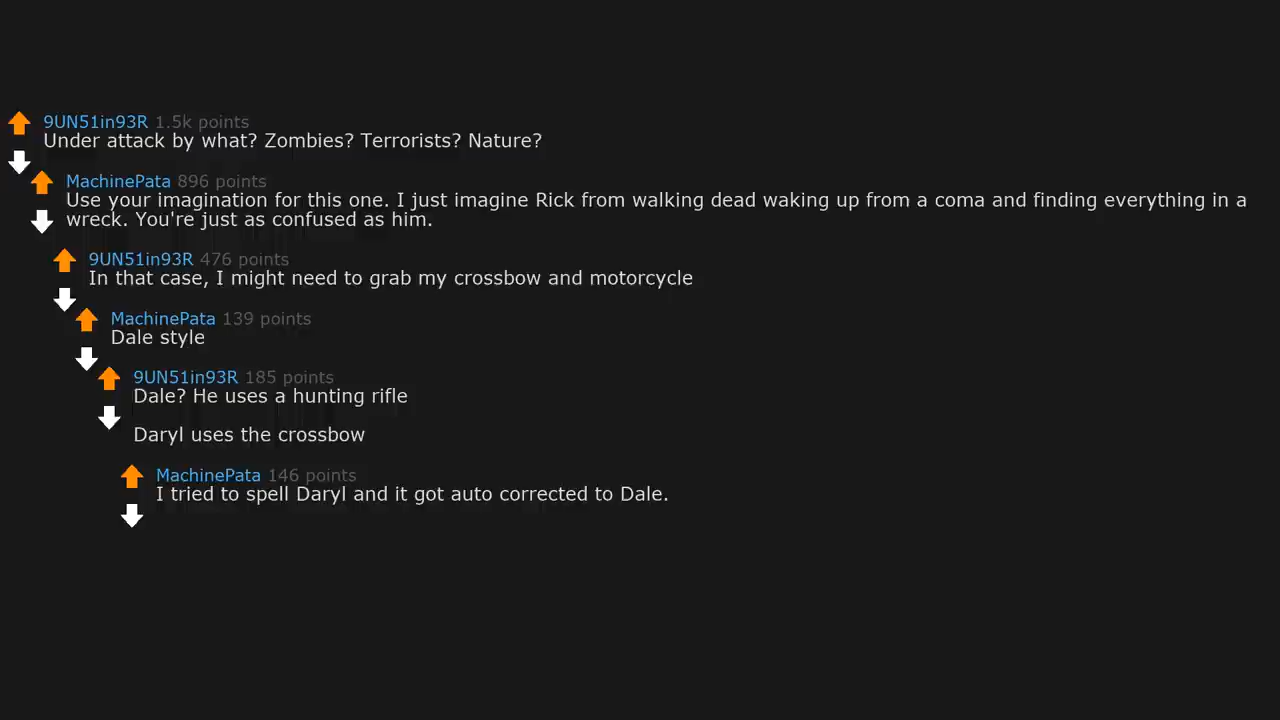 9UN51in93R 1.5k points
Under attack by what? Zombies? Terrorists? Nature?
MachinePata 896 points
Use your imagination for this one. I just imagine Rick from walking dead waking up from a coma and finding everything in a
wreck. You're just as confused as him.
9UN51in93R 476 points
In that case, I might need to grab my crossbow and motorcycle
MachinePata 139 points
Dale style
9UN51in93R 185 points
Dale? He uses a hunting rifle
Daryl uses the crossbow
MachinePata 146 points
I tried to spell Daryl and it got auto corrected to Dale.